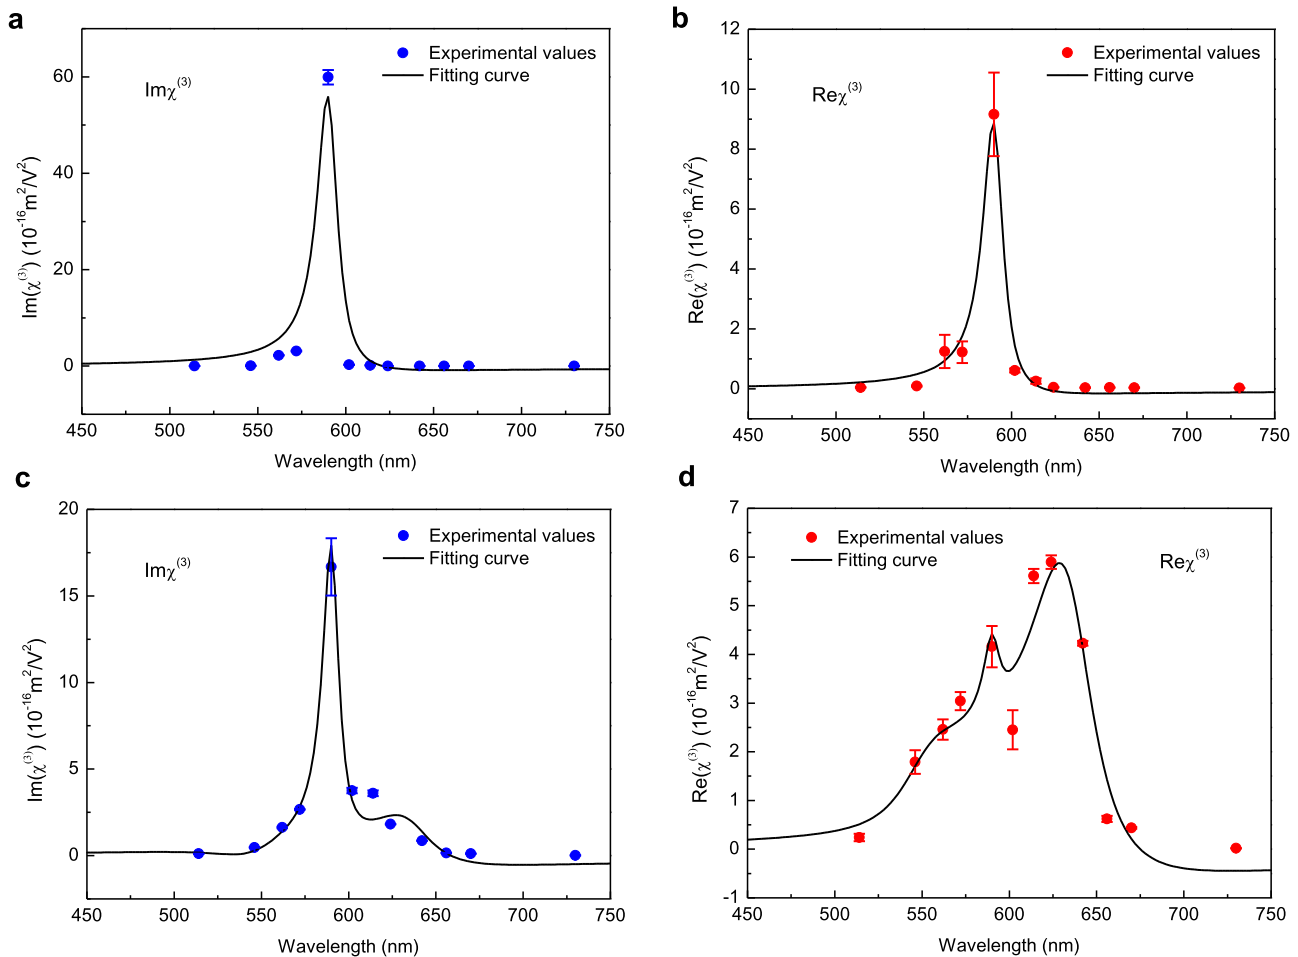 a
Imχ(3)
Experimental values
Fitting curve
60
40
20
0
Im(χ(3)) (10-16m2/V2)
450 500 550 600 650 700 750
Wavelength (nm)
b
Reχ(3)
Experimental values
Fitting curve
12
10
8
6
4
2
0
Re(χ(3)) (10-16m2/V2)
450 500 550 600 650 700 750
Wavelength (nm)
c
Imχ(3)
Experimental values
Fitting curve
20
15
10
5
0
Im(χ(3)) (10-16m2/V2)
450 500 550 600 650 700 750
Wavelength (nm)
d
Experimental values
Fitting curve
Reχ(3)
7
6
5
4
3
2
1
0
-1
Re(χ(3)) (10-16m2/V2)
450 500 550 600 650 700 750
Wavelength (nm)